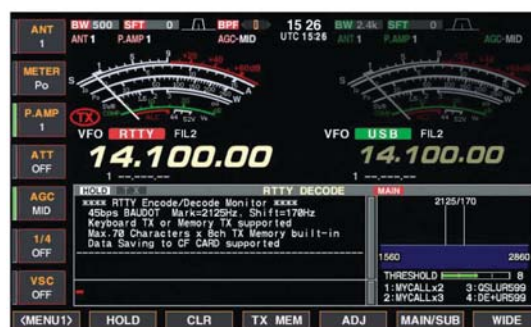 ANT
1
METER
Po
P.AMP
1
ATT
OFF
AGC
MID
1/4
OFF
VSC
OFF
BW 500 SFT 0 BPF 15 26 BW 2.4k SFT 0
ANT 1 P.AMP 1 AGC-MID UTC 15:26 ANT 1 P.AMP 1 AGC-MID
TX
VFO RTTY FIL2 VFO USB FIL2
14.100.00 14.100.00
1 --,---,-- 1 --,---,--
HOLD TX RTTY DECODE MAIN
xxxx RTTY Encode/Decode Monitor xxxx
45bps BAUDOT Mark=2125Hz. Shift=170Hz
Keyboard TX or Memory TX supported
Max.70 Characters x 8ch TX Memory built-in
Data Saving to CF CARD supported
2125/170
1560 2860
THRESHOLD 8
1:MYCALLx2 3:QSLUR599
2:MYCALLx3 4:DE+UR599
<MENU1> HOLD CLR TX MEM ADJ MAIN/SUB WIDE